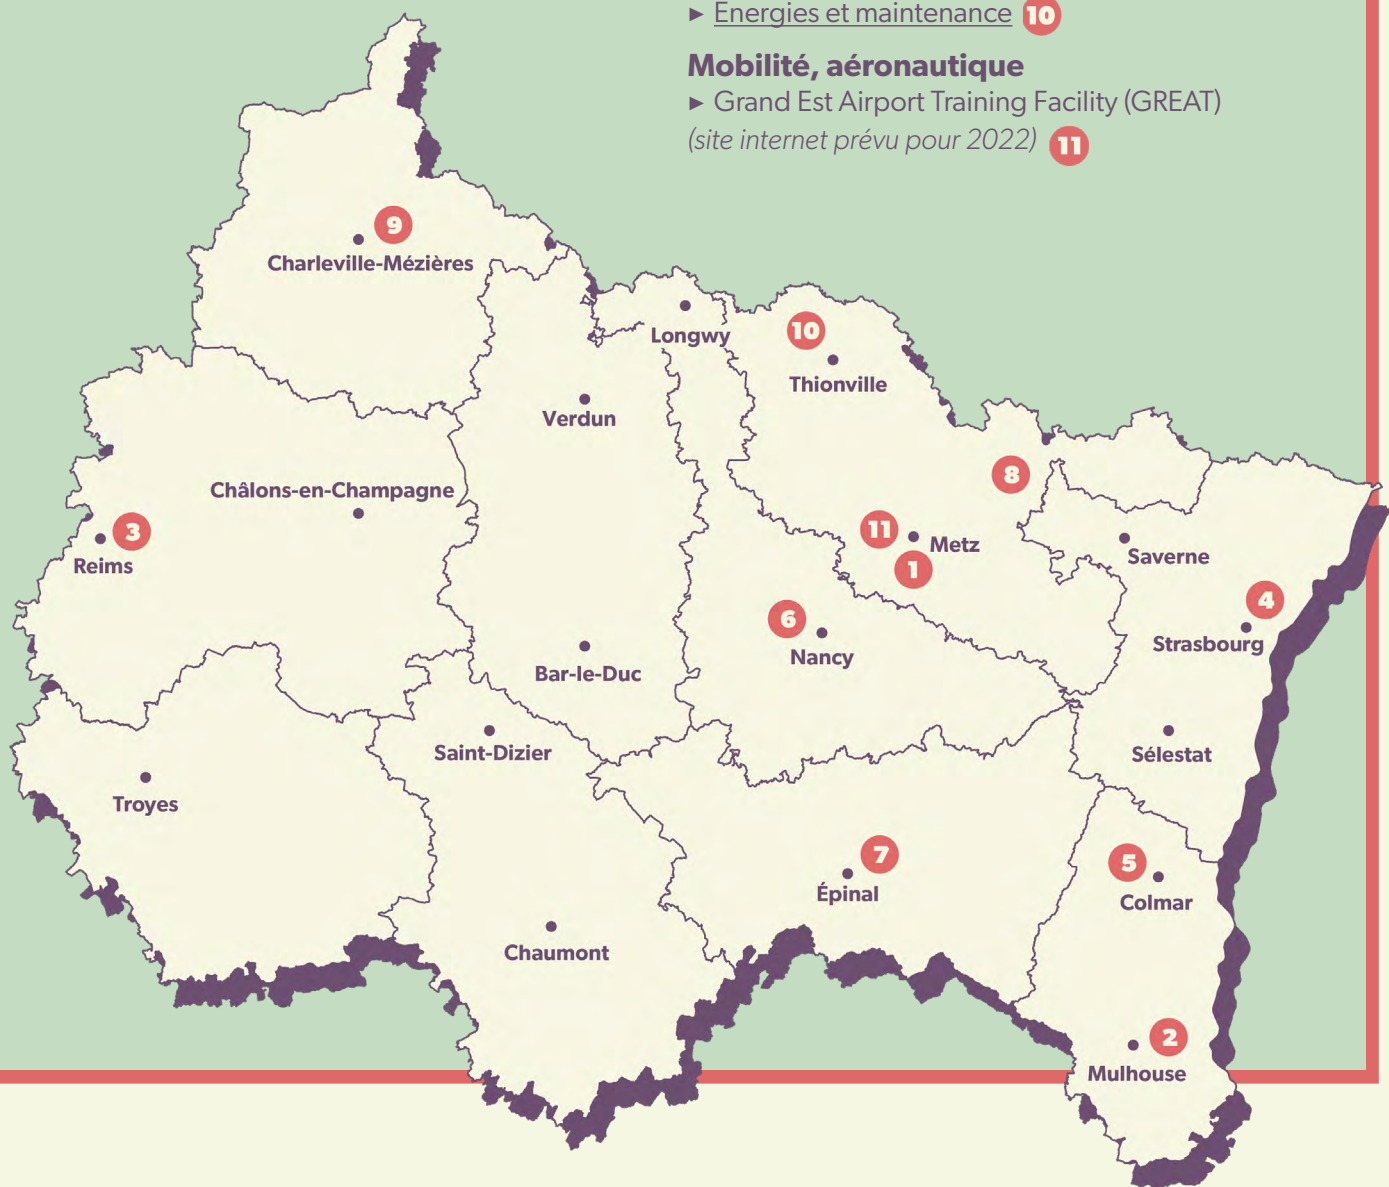 ► Energies et maintenance 10
Mobilité, aéronautique
► Grand Est Airport Training Facility (GREAT)
(site internet prévu pour 2022) 11
9
Charleville-Mézières
Longwy
10
Thionville
Verdun
8
Châlons-en-Champagne
3
Reims
11
Metz
1
Saverne
4
Strasbourg
6
Nancy
Bar-le-Duc
Saint-Dizier
Sélestat
Troyes
7
Épinal
5
Colmar
Chaumont
2
Mulhouse